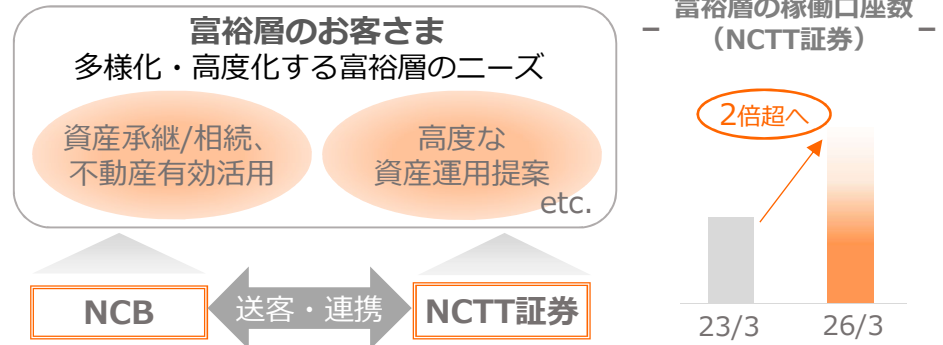 富裕層のお客さま
多様化・高度化する富裕層のニーズ
資産承継/相続、
不動産有効活用
高度な
資産運用提案
etc.
NCB
送客・連携
NCTT証券
富裕層の稼働口座数
（NCTT証券）
2倍超へ
23/3
26/3